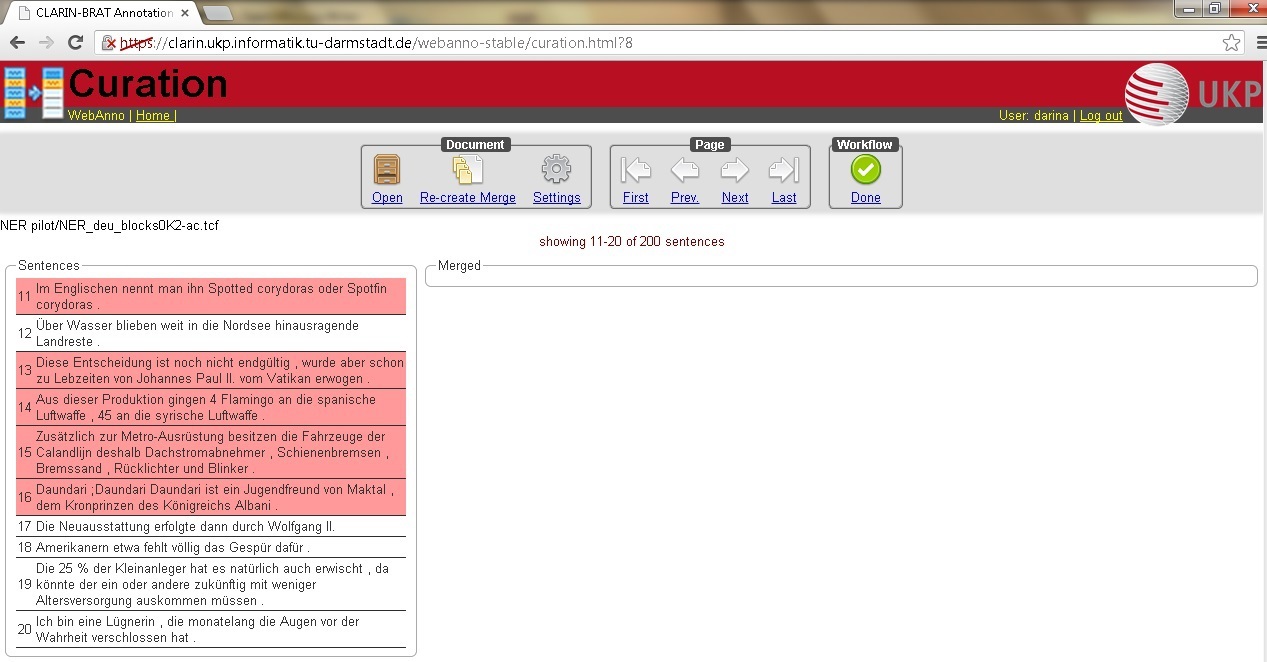 CLARIN-BRAT Annotation
https://clarin.ukp.informatik.tu-darmstadt.de/webanno-stable/curation.html?8
Curation
WebAnno | Home |
User: darina | Log out
UKP
Document
Page
Workflow
Open
Re-create Merge
Settings
First
Prev.
Next
Last
Done
NER pilot/NER_deu_blocks0K2-ac.tcf
showing 11-20 of 200 sentences
Sentences
Merged
11 Im Englischen nennt man ihn Spotted corydoras oder Spotfin
corydoras .
12 Über Wasser blieben weit in die Nordsee hinausragende
Landreste .
13 Diese Entscheidung ist noch nicht endgültig , wurde aber schon
zu Lebzeiten von Johannes Paul II. vom Vatikan erwogen .
14 Aus dieser Produktion gingen 4 Flamingo an die spanische
Luftwaffe , 45 an die syrische Luftwaffe .
Zusätzlich zur Metro-Ausrüstung besitzen die Fahrzeuge der
15 Calandlijn deshalb Dachstromabnehmer , Schienenbremsen ,
Bremssand , Rücklichter und Blinker .
16 Daundari ;Daundari Daundari ist ein Jugendfreund von Maktal ,
dem Kronprinzen des Königreichs Albani .
17 Die Neuausstattung erfolgte dann durch Wolfgang II.
18 Amerikanern etwa fehlt völlig das Gespür dafür .
Die 25 % der Kleinanleger hat es natürlich auch erwischt , da
19 könnte der ein oder andere zukünftig mit weniger
Altersversorgung auskommen müssen .
20 Ich bin eine Lügnerin , die monatelang die Augen vor der
Wahrheit verschlossen hat .